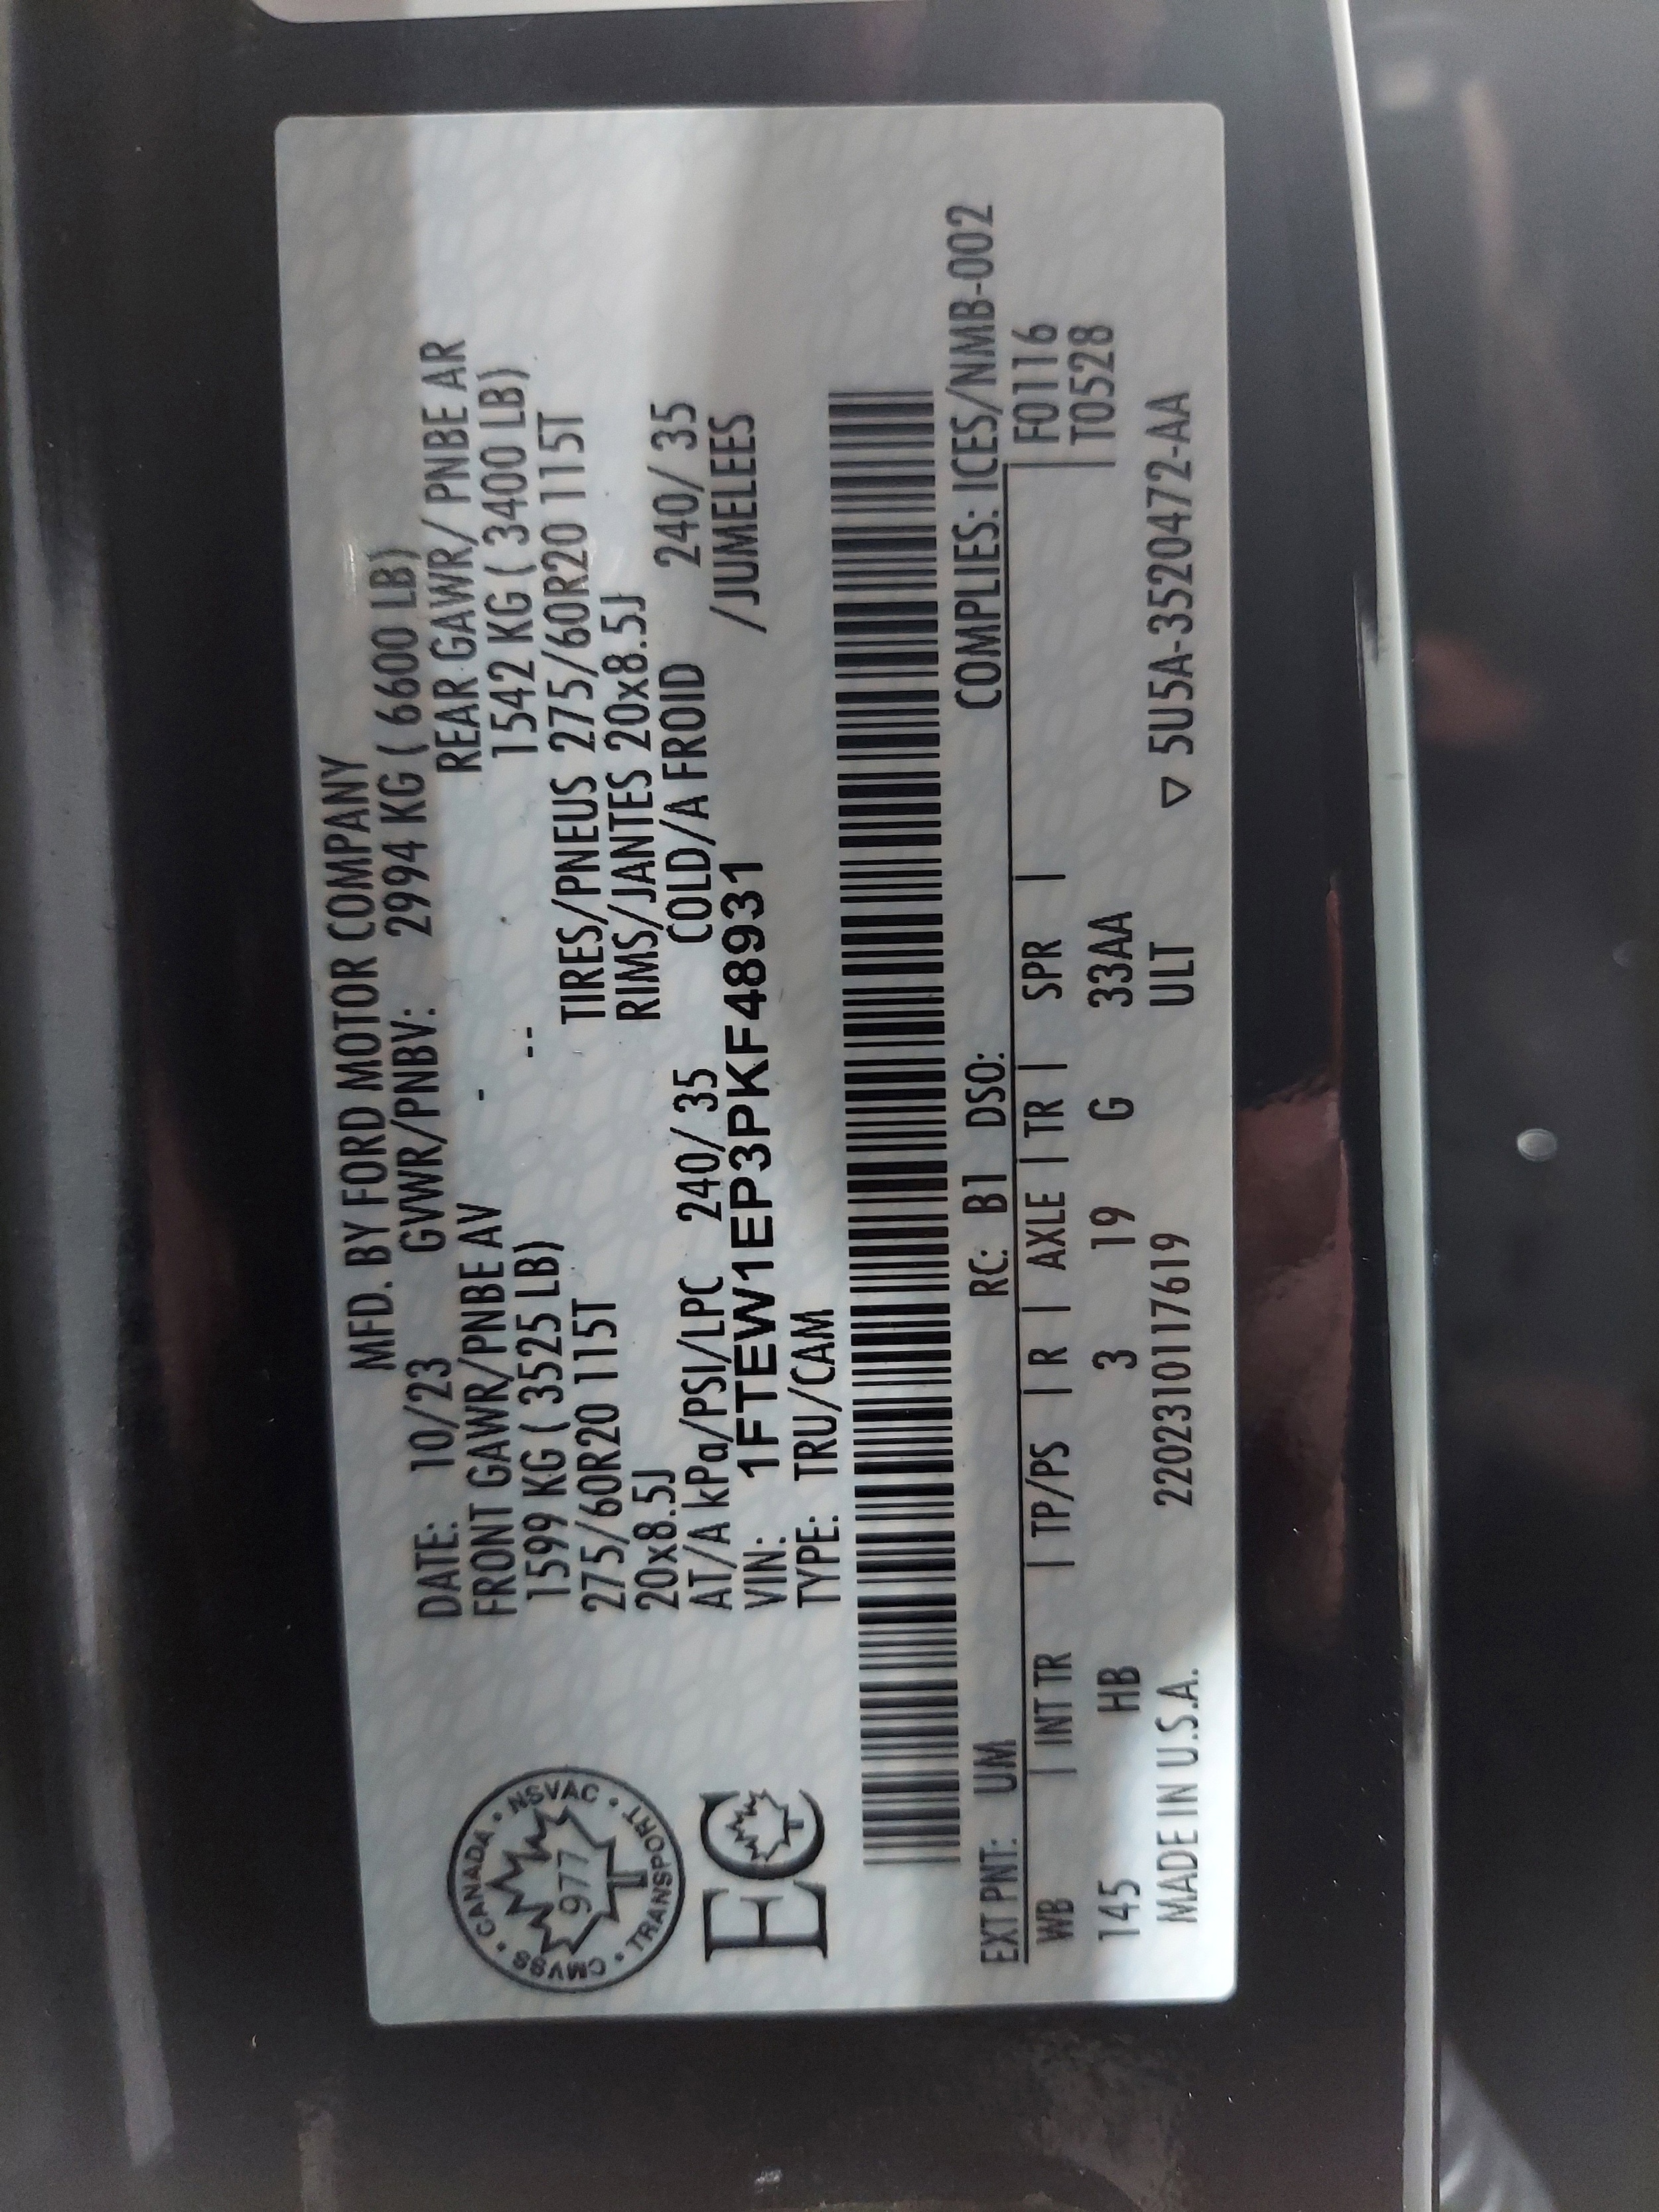 MFD. BY FORD MOTOR COMPANY
DATE: 10/23 GVWR/PNBV: 2994 KG ( 6600 LB)
FRONT GAWR/PNBE AV - REAR GAWR/ PNBE AR
1599 KG ( 3525 LB) -- 1542 KG ( 3400 LB)
275/60R20 115T TIRES/PNEUS 275/60R20 115T
20x8.5J RIMS/JANTES 20x8.5J
AT/A kPa/PSI/LPC 240/ 35 COLD/A FROID 240/ 35
VIN: 1FTEW1EP3PKF48931 /JUMELEES
TYPE: TRU/CAM
CANADA • NSVAC • TRANSPORT • CMVSS •
977
T
EC
COMPLIES: ICES/NMB-002
EXT PNT: UM RC: B1 DSO:
WB | INT TR | TP/PS | R | AXLE | TR | SPR | | F0116
145 HB 3 19 G 33AA | T0528
MADE IN U.S.A. 220231017619 ULT ▽ 5U5A-3520472-AA